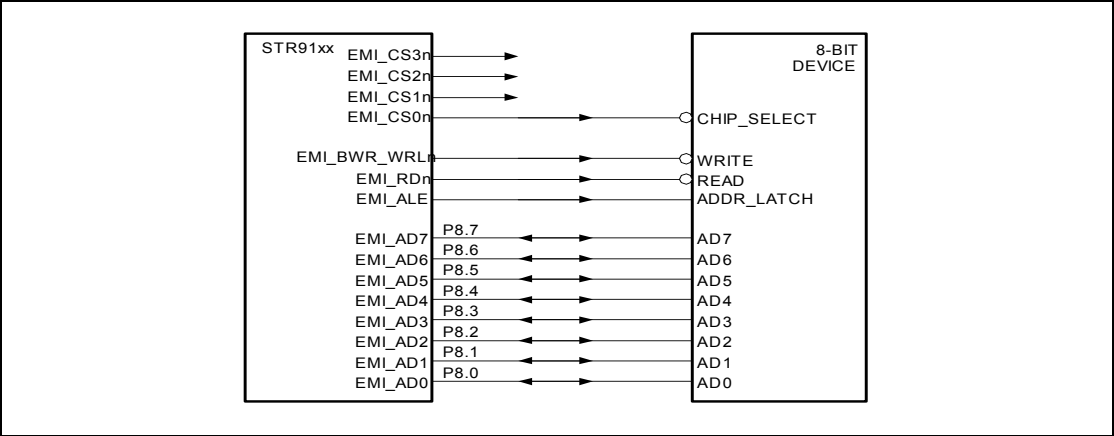 STR91xx
EMI_CS3n
EMI_CS2n
EMI_CS1n
EMI_CS0n
EMI_BWR_WRLn
EMI_RDn
EMI_ALE
EMI_AD7
EMI_AD6
EMI_AD5
EMI_AD4
EMI_AD3
EMI_AD2
EMI_AD1
EMI_AD0
P8.7
P8.6
P8.5
P8.4
P8.3
P8.2
P8.1
P8.0
8-BIT
DEVICE
CHIP_SELECT
WRITE
READ
ADDR_LATCH
AD7
AD6
AD5
AD4
AD3
AD2
AD1
AD0